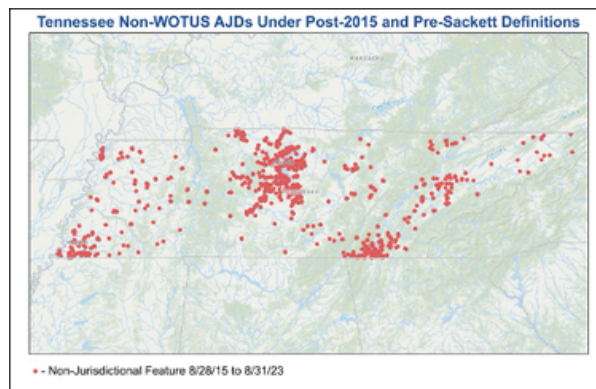 Tennessee Non-WOTUS AJDs Under Post-2015 and Pre-Sackett Definitions
KENTUCKY
• - Non-Jurisdictional Feature 8/28/15 to 8/31/23